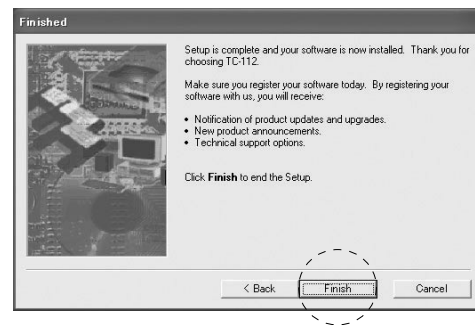 Finished
Setup is complete and your software is now installed. Thank you for
choosing TC-112.
Make sure you register your software today. By registering your
software with us, you will receive:
• Notification of product updates and upgrades.
• New product announcements.
• Technical support options.
Click Finish to end the Setup.
< Back Finish Cancel